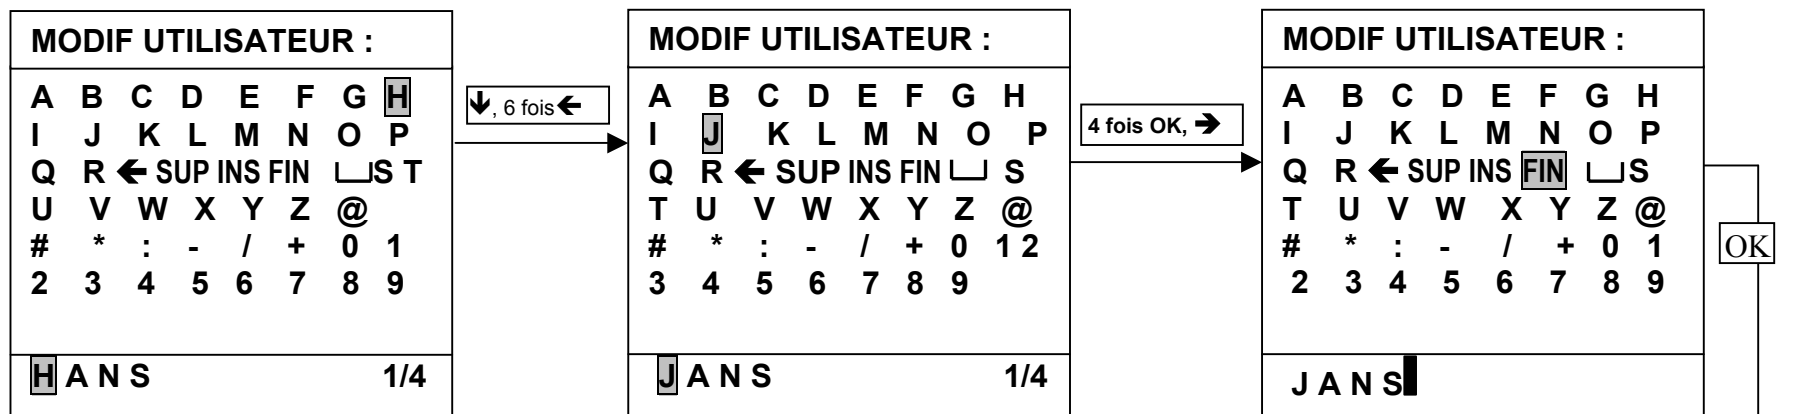 MODIF UTILISATEUR :
A B C D E F G H
I J K L M N O P
Q R ← SUP INS FIN ⌴ S T
U V W X Y Z @
# * : - / + 0 1
2 3 4 5 6 7 8 9
H A N S 1/4
↓, 6 fois ←
MODIF UTILISATEUR :
A B C D E F G H
I J K L M N O P
Q R ← SUP INS FIN ⌴ S
T U V W X Y Z @
# * : - / + 0 1 2
3 4 5 6 7 8 9
J A N S 1/4
4 fois OK, →
MODIF UTILISATEUR :
A B C D E F G H
I J K L M N O P
Q R ← SUP INS FIN ⌴ S
T U V W X Y Z @
# * : - / + 0 1
2 3 4 5 6 7 8 9
J A N S
OK